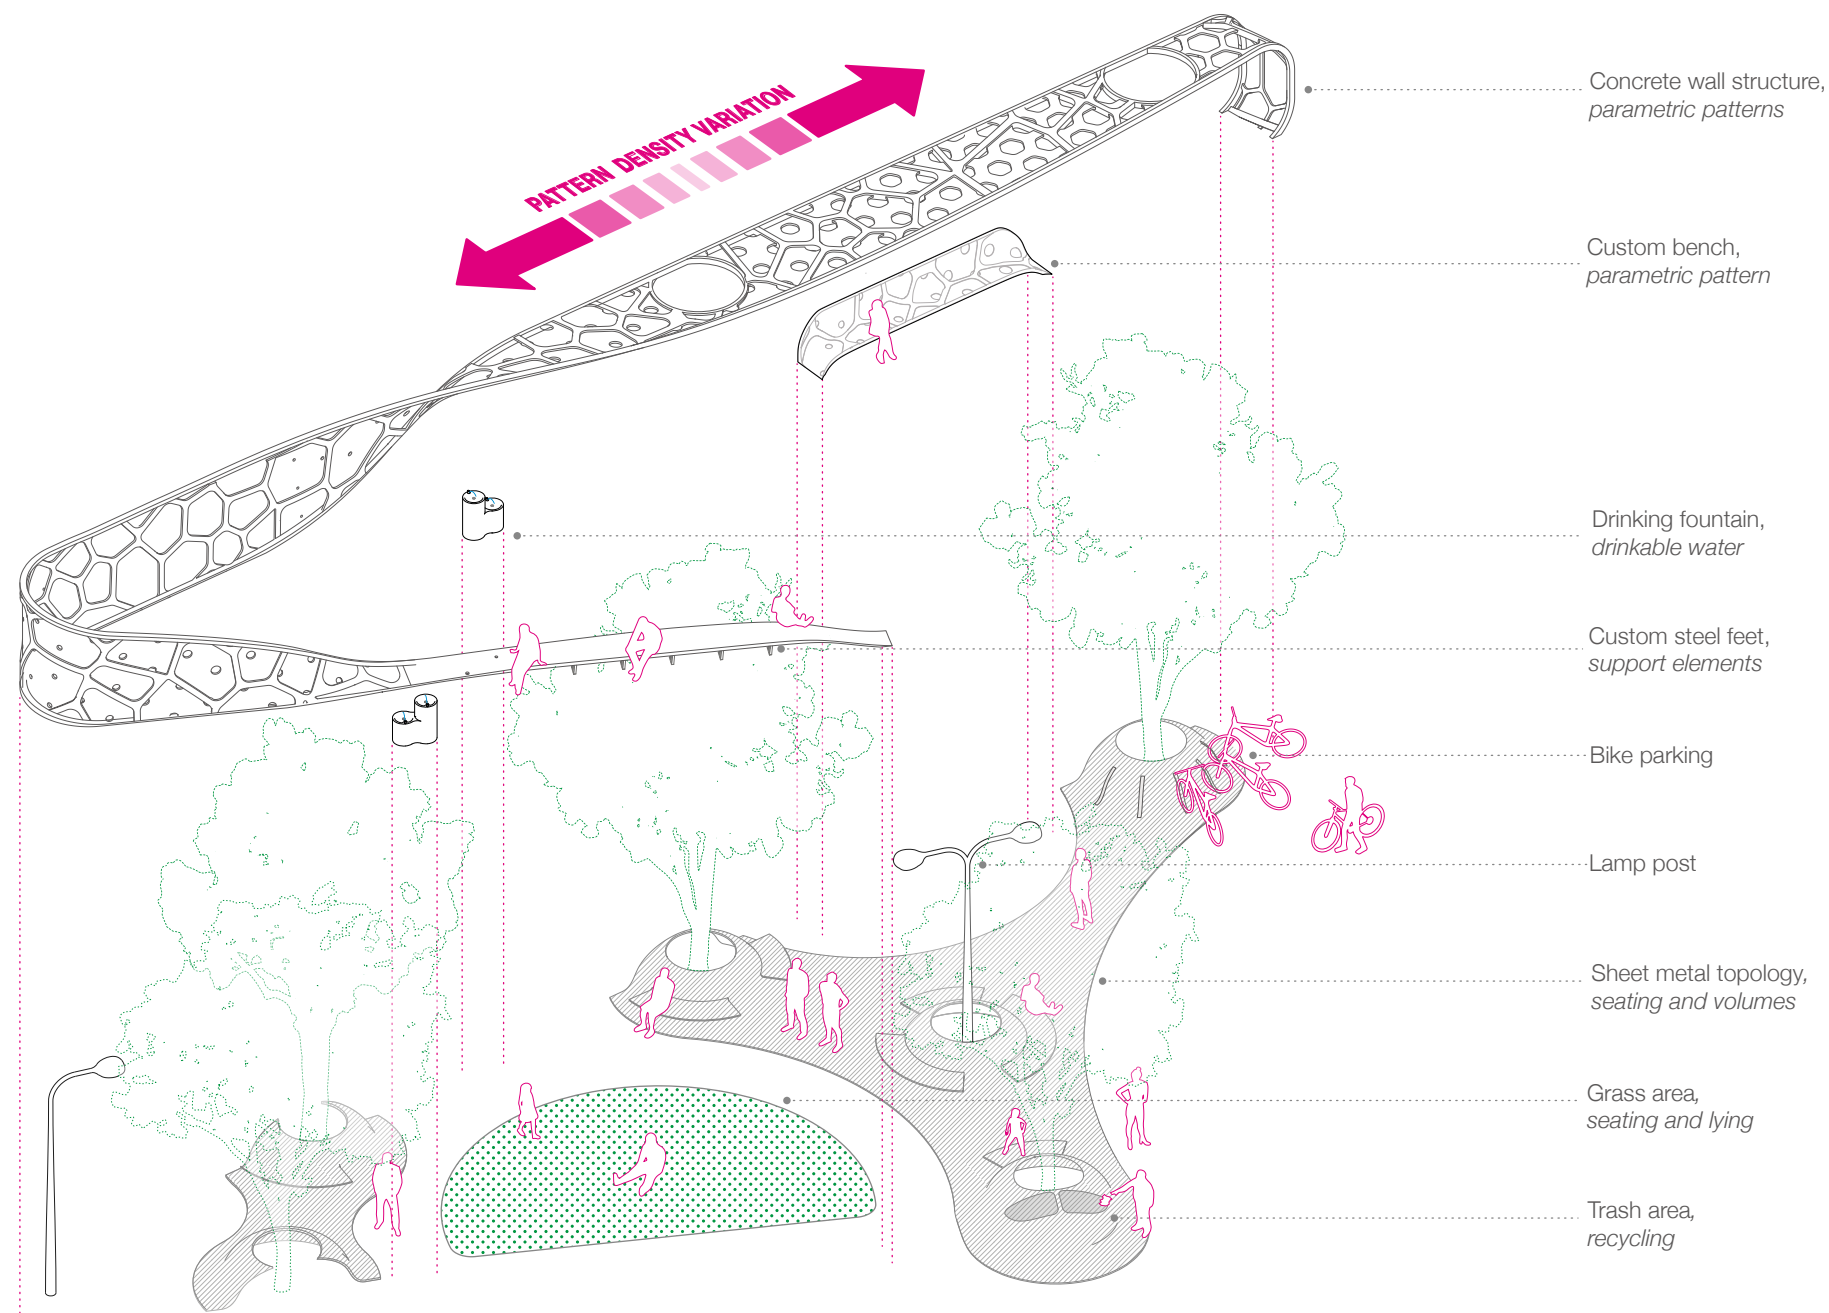 PATTERN DENSITY VARIATION
Concrete wall structure,
parametric patterns
Custom bench,
parametric pattern
Drinking fountain,
drinkable water
Custom steel feet,
support elements
Bike parking
Lamp post
Sheet metal topology,
seating and volumes
Grass area,
seating and lying
Trash area,
recycling